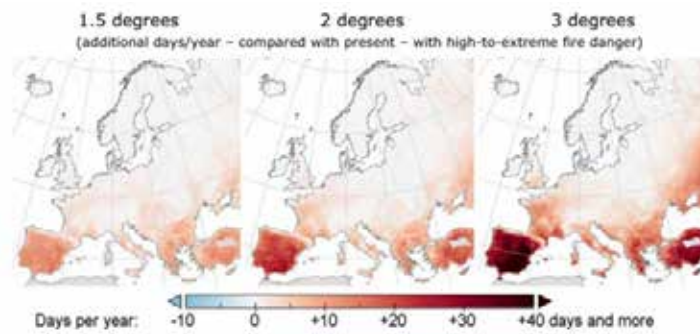 1.5 degrees 2 degrees 3 degrees
(additional days/year – compared with present – with high-to-extreme fire danger)
Days per year: -10 0 +10 +20 +30 +40 days and more